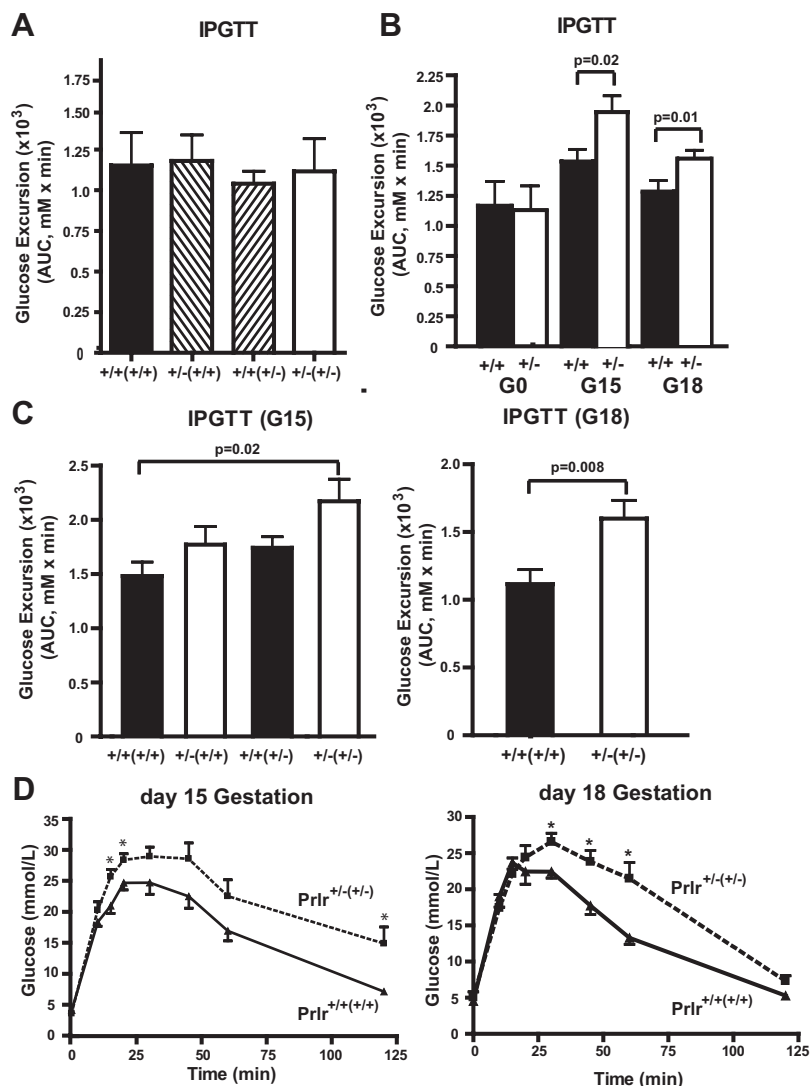 A
IPGTT
Glucose Excursion (x10³)
(AUC, mM x min)
1.75
1.50
1.25
1.0
0.75
0.5
0.25
0
+/+(+/+)
+/-(+/+)
+/+(+/-)
+/-(+/-)
B
IPGTT
p=0.02
p=0.01
Glucose Excursion (x10³)
(AUC, mM x min)
2.25
2.0
1.75
1.5
1.25
1.0
0.75
0.5
0.25
0
+/+ +/- +/+ +/- +/+ +/-
G0 G15 G18
C
IPGTT (G15)
p=0.02
Glucose Excursion (x10³)
(AUC, mM x min)
2.5
2.0
1.5
1.0
0.5
0
+/+(+/+)
+/-(+/+)
+/+(+/-)
+/-(+/-)
IPGTT (G18)
p=0.008
Glucose Excursion (x10³)
(AUC, mM x min)
2.0
1.5
1.0
0.5
0
+/+(+/+)
+/-(+/-)
D
day 15 Gestation
Glucose (mmol/L)
35
30
25
20
15
10
5
0
* * *
Prlr+/-(+/-)
Prlr+/+(+/+)
0 25 50 75 100 125
Time (min)
day 18 Gestation
Glucose (mmol/L)
30
25
20
15
10
5
0
* * *
Prlr+/-(+/-)
Prlr+/+(+/+)
0 25 50 75 100 125
Time (min)